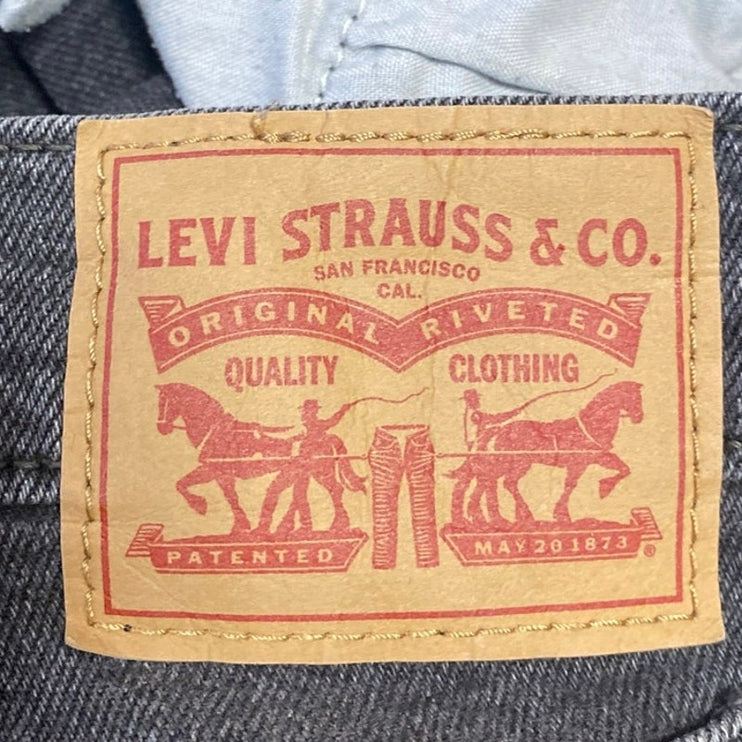 LEVI STRAUSS & CO.
SAN FRANCISCO
CAL.
ORIGINAL RIVETED
QUALITY CLOTHING
PATENTED MAY 20 1873 ®